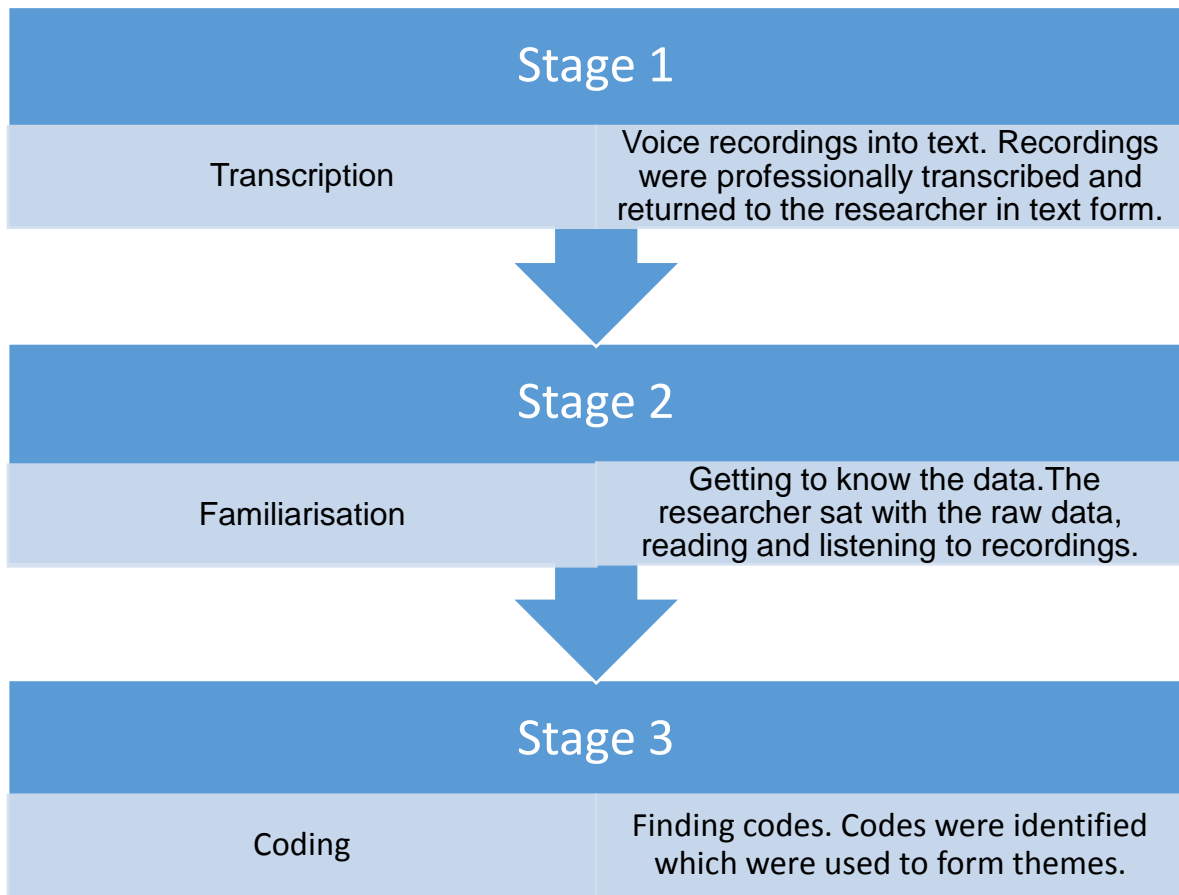 Stage 1
Transcription
Voice recordings into text. Recordings
were professionally transcribed and
returned to the researcher in text form.
Stage 2
Familiarisation
Getting to know the data.The
researcher sat with the raw data,
reading and listening to recordings.
Stage 3
Coding
Finding codes. Codes were identified
which were used to form themes.